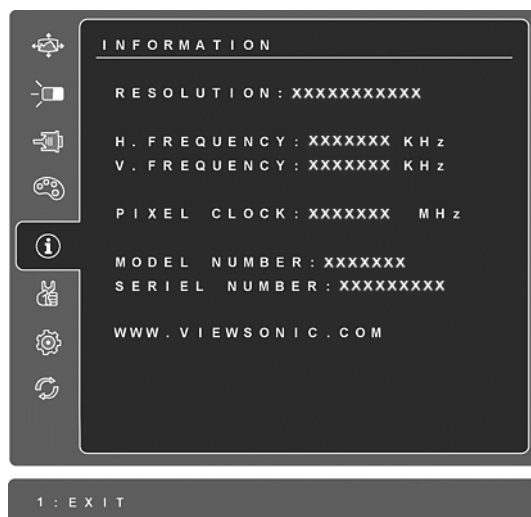 INFORMATION
RESOLUTION: XXXXXXXXXXX
H. FREQUENCY: XXXXXXX KHz
V. FREQUENCY: XXXXXXX KHz
PIXEL CLOCK: XXXXXXX MHz
MODEL NUMBER: XXXXXXX
SERIEL NUMBER: XXXXXXXXX
WWW.VIEWSONIC.COM
1:EXIT